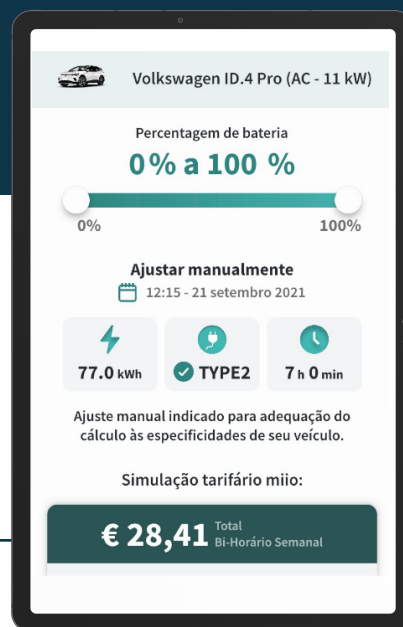 Volkswagen ID.4 Pro (AC - 11 kW)
Percentagem de bateria
0% a 100 %
0% 100%
Ajustar manualmente
12:15 - 21 setembro 2021
77.0 kWh TYPE2 7 h 0 min
Ajuste manual indicado para adequação do
cálculo às especificidades de seu veículo.
Simulação tarifário miio:
€ 28,41 Total
Bi-Horário Semanal